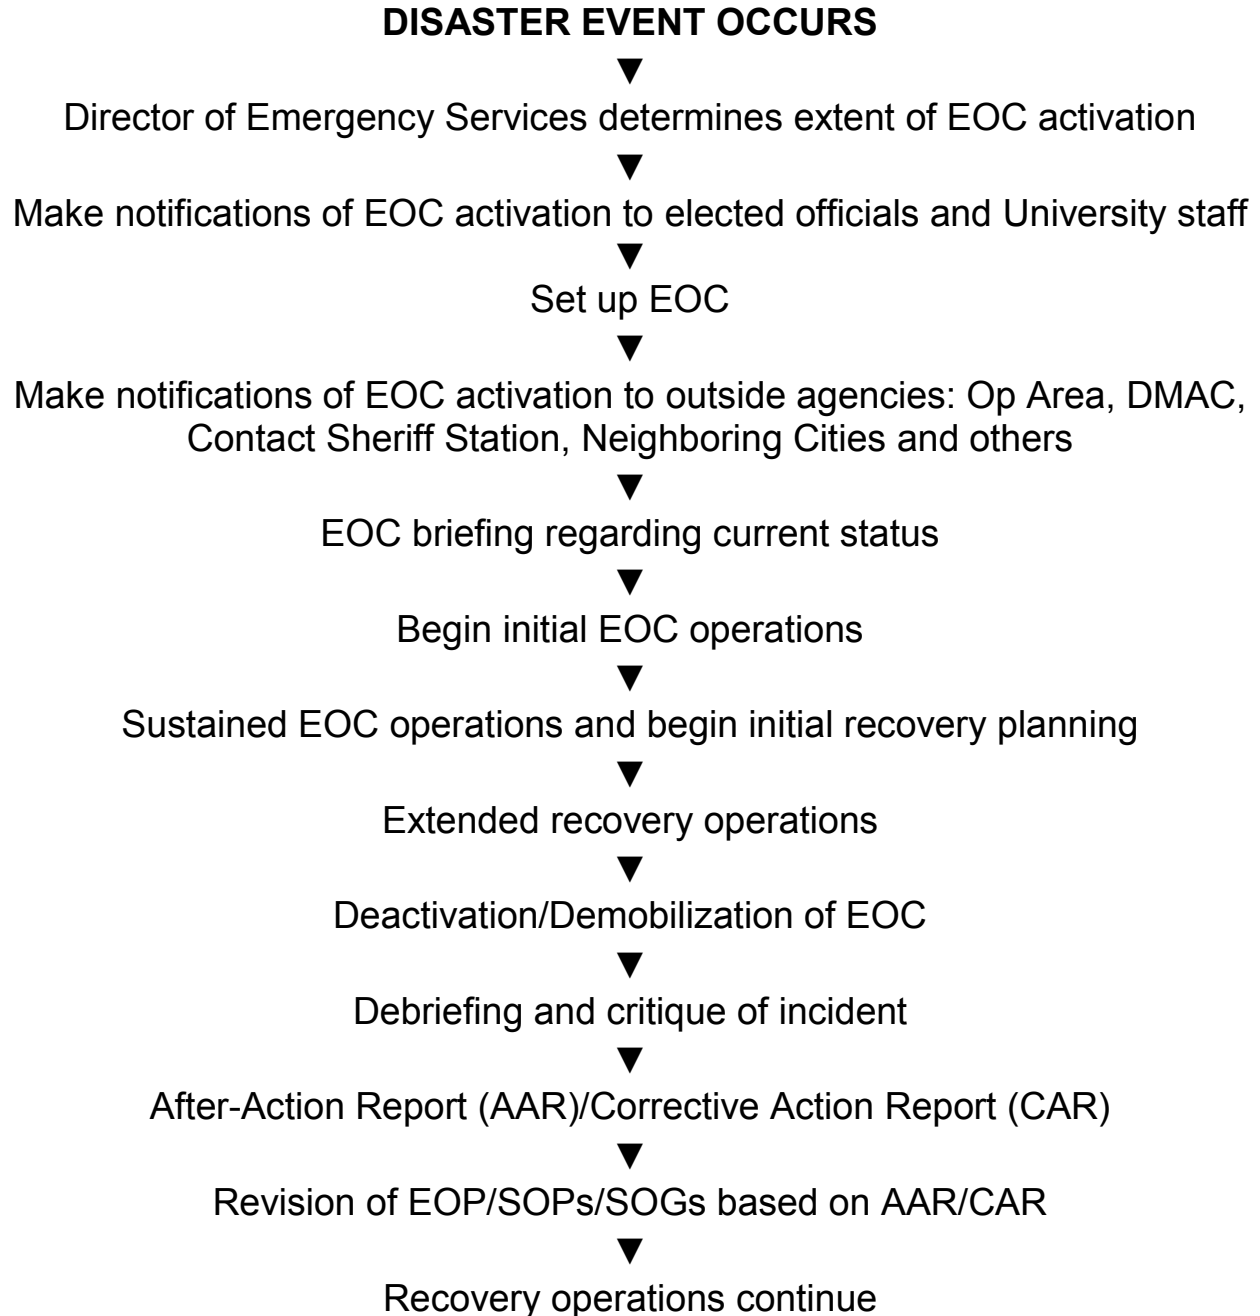 DISASTER EVENT OCCURS
Director of Emergency Services determines extent of EOC activation
Make notifications of EOC activation to elected officials and University staff
Set up EOC
Make notifications of EOC activation to outside agencies: Op Area, DMAC,
Contact Sheriff Station, Neighboring Cities and others
EOC briefing regarding current status
Begin initial EOC operations
Sustained EOC operations and begin initial recovery planning
Extended recovery operations
Deactivation/Demobilization of EOC
Debriefing and critique of incident
After-Action Report (AAR)/Corrective Action Report (CAR)
Revision of EOP/SOPs/SOGs based on AAR/CAR
Recovery operations continue